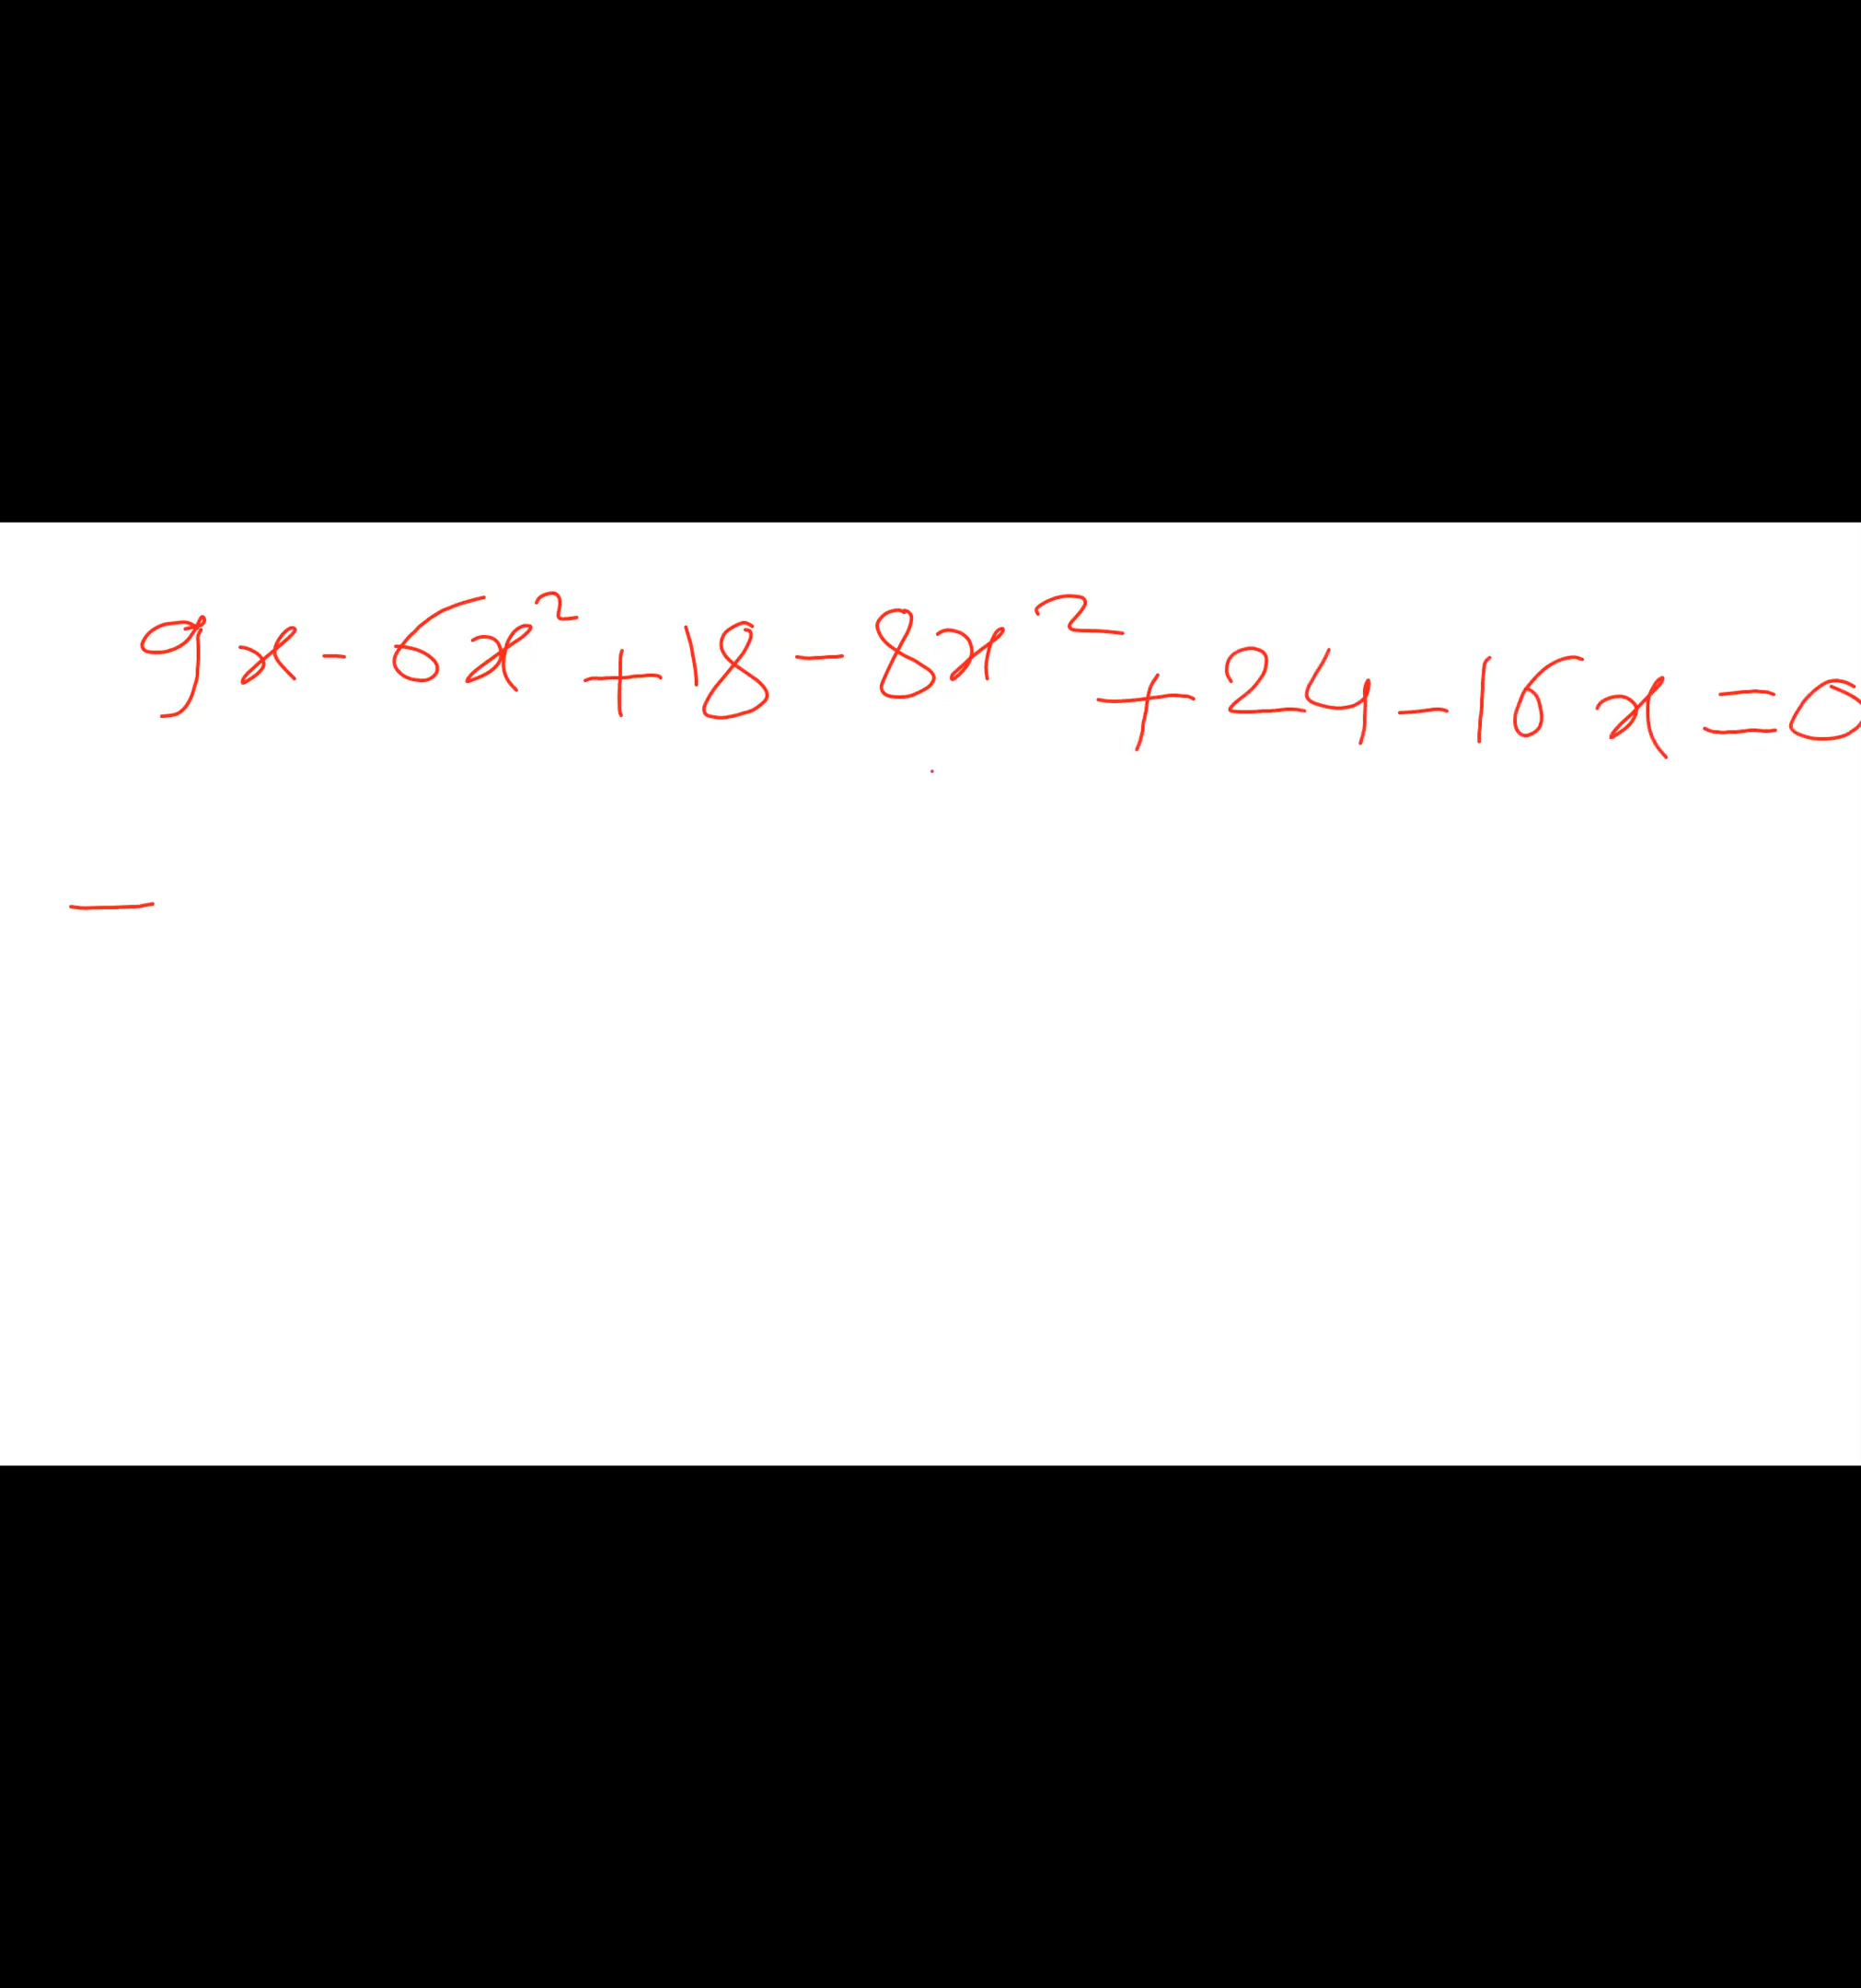 9x - 6x² + 18 - 8x² + 24 - 16x = 0
—